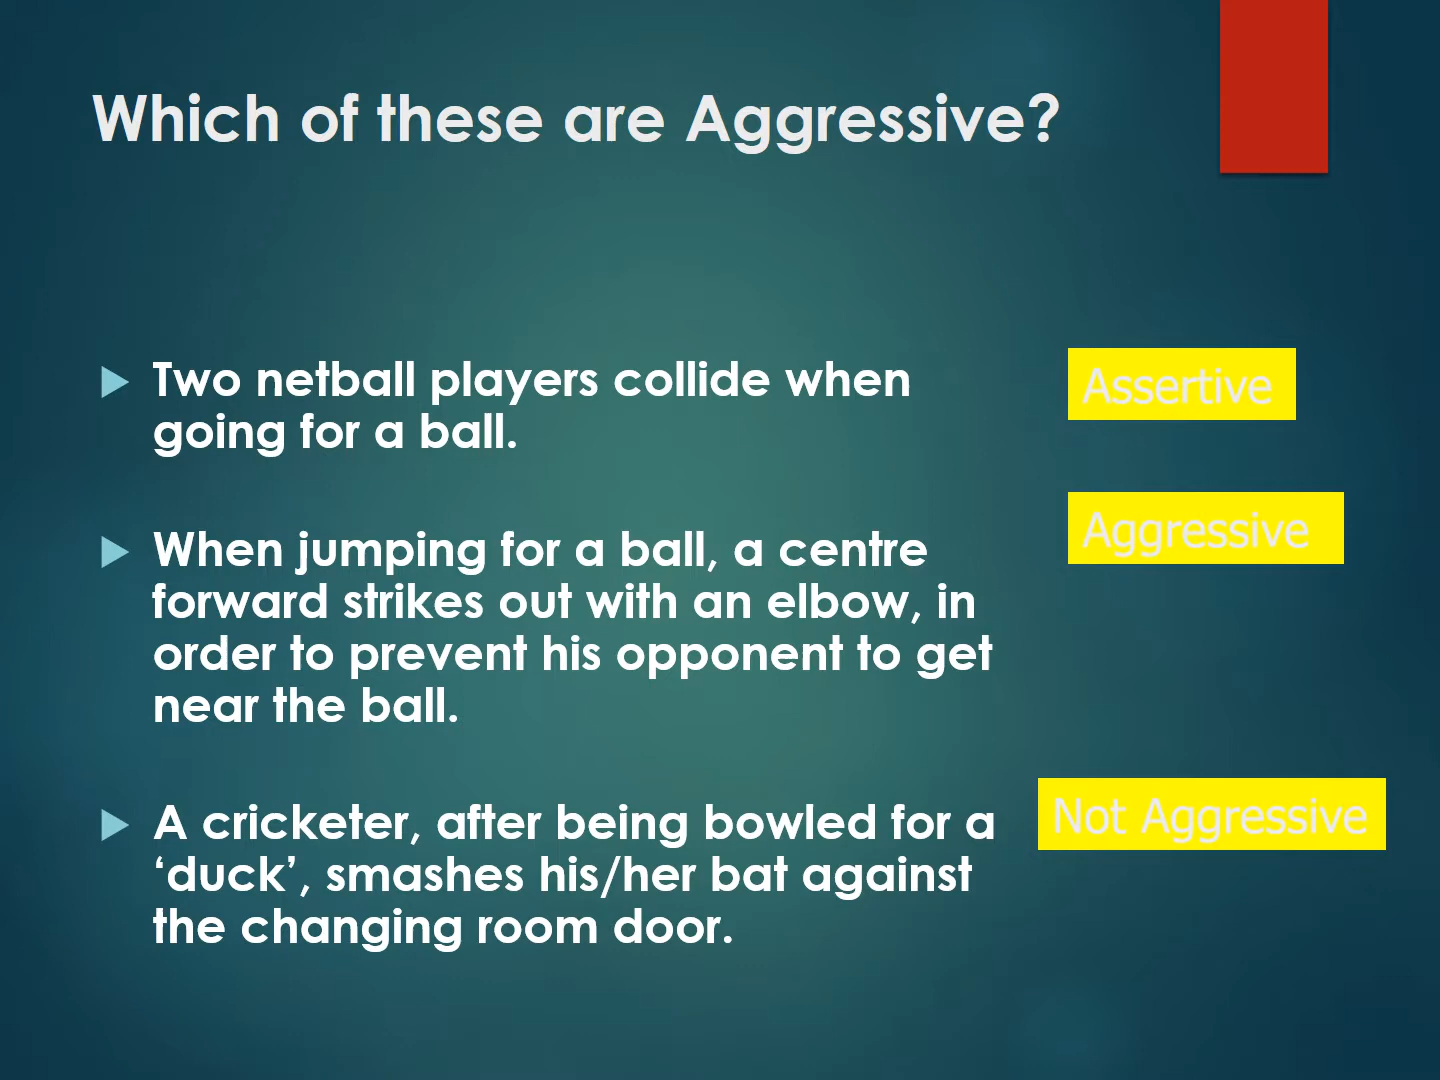 Which of these are Aggressive?
Two netball players collide when
going for a ball.
Assertive
When jumping for a ball, a centre
forward strikes out with an elbow, in
order to prevent his opponent to get
near the ball.
Aggressive
A cricketer, after being bowled for a
‘duck’, smashes his/her bat against
the changing room door.
Not Aggressive